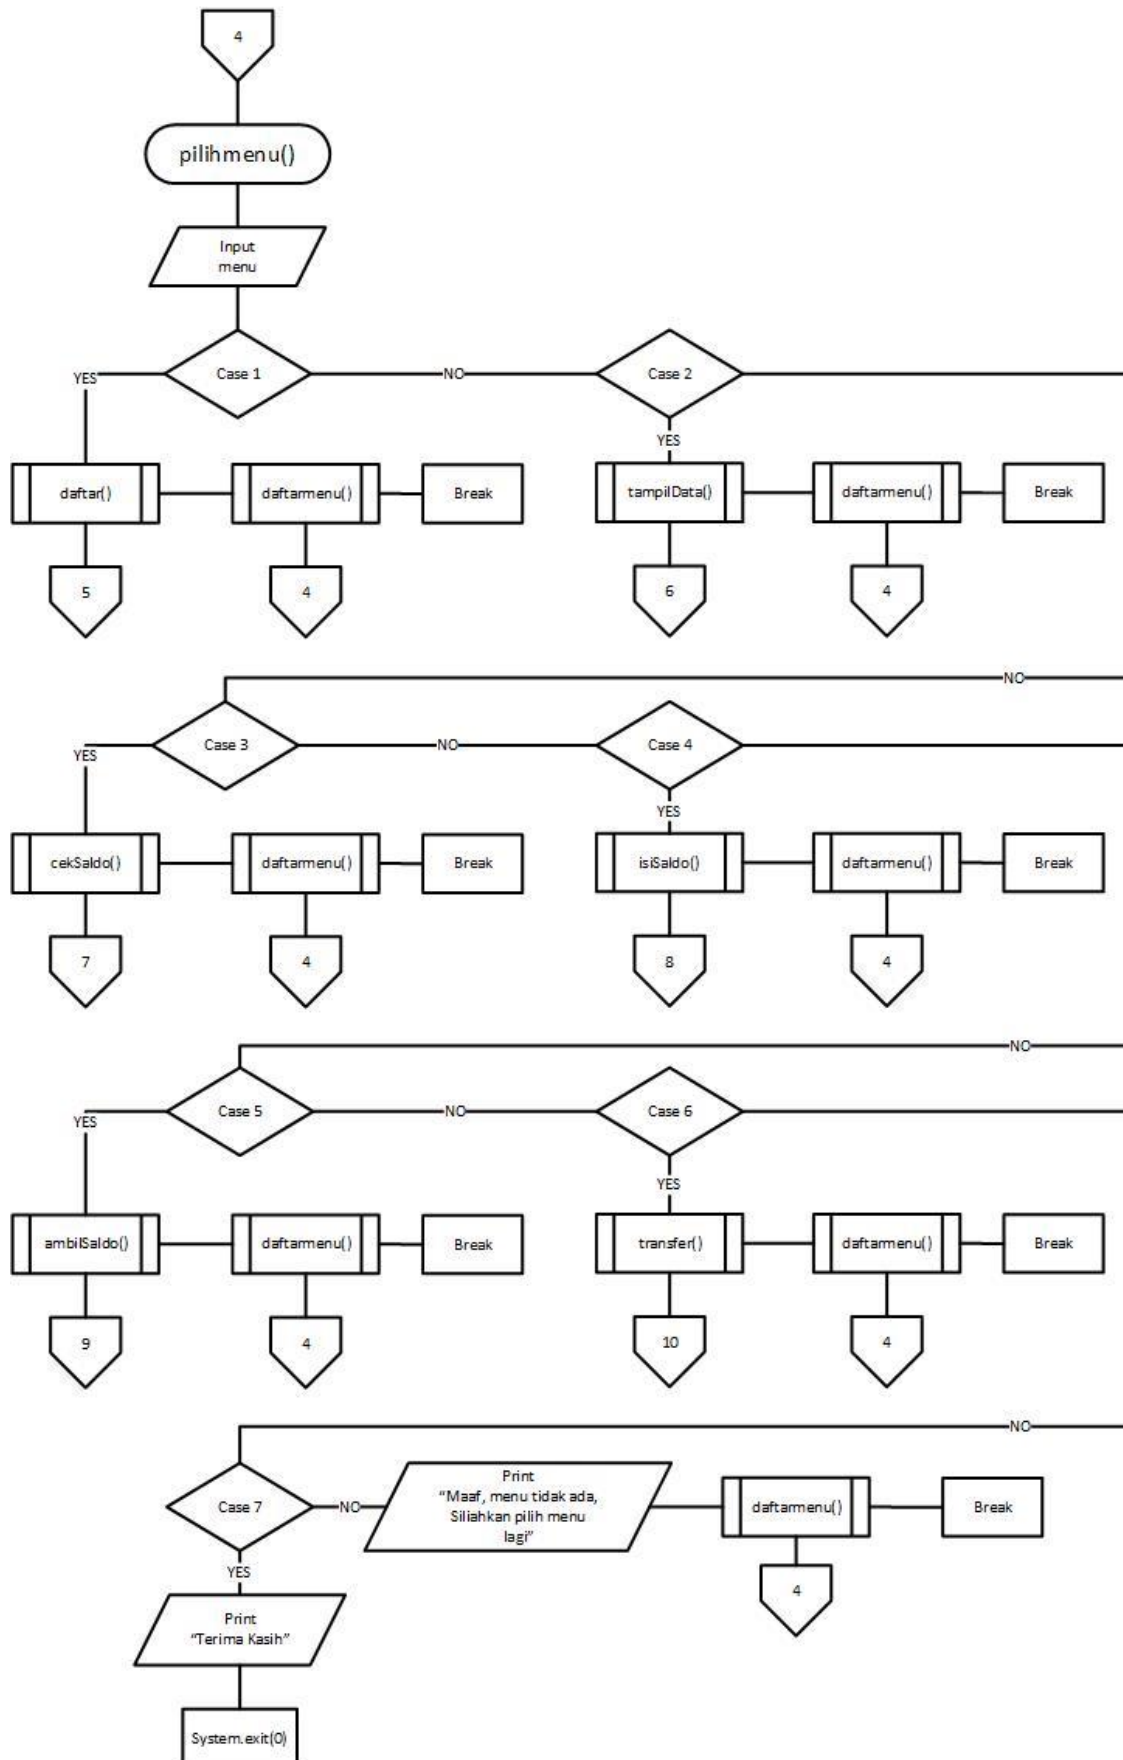 4
pilihmenu()
Input
menu
Case 1
Case 2
YES
NO
YES
daftar()
daftarmenu()
Break
tampilData()
daftarmenu()
Break
5
4
6
4
NO
Case 3
Case 4
YES
NO
YES
cekSaldo()
daftarmenu()
Break
isiSaldo()
daftarmenu()
Break
7
4
8
4
NO
Case 5
Case 6
YES
NO
YES
ambilSaldo()
daftarmenu()
Break
transfer()
daftarmenu()
Break
9
4
10
4
NO
Case 7
NO
Print
“Maaf, menu tidak ada,
Siliahkan pilih menu
lagi”
daftarmenu()
Break
YES
4
Print
“Terima Kasih”
System.exit(0)